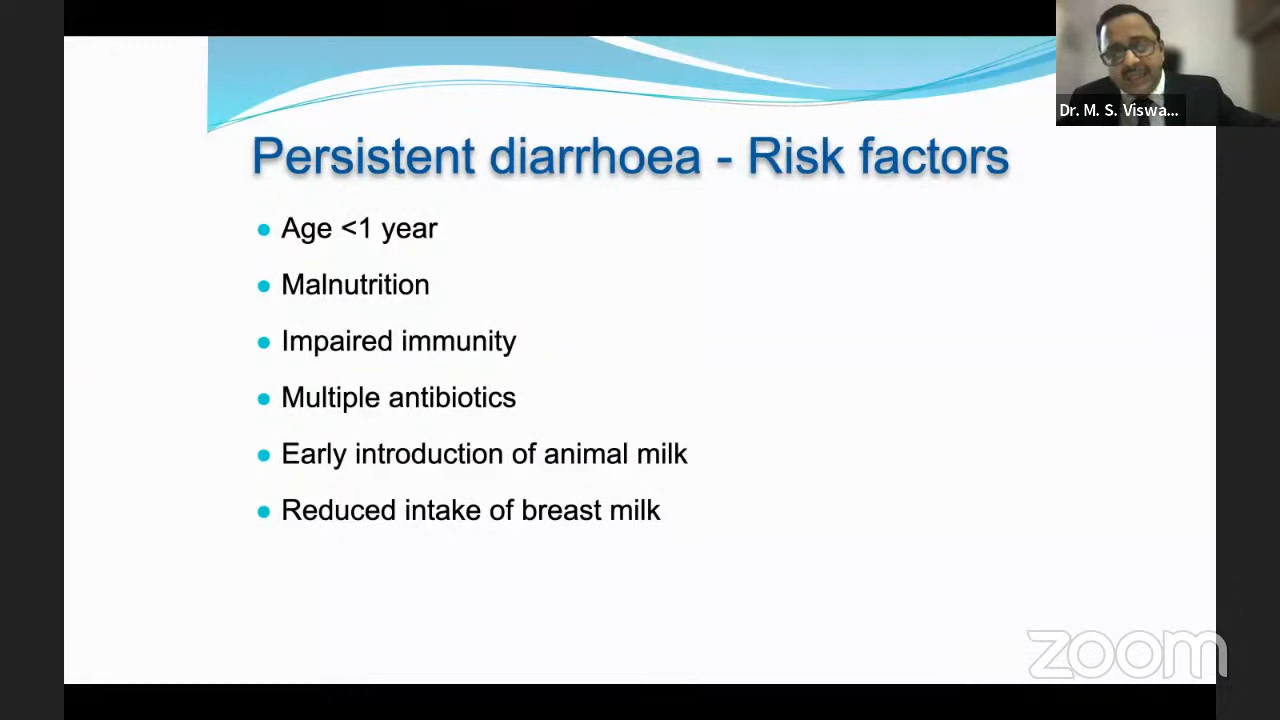 Dr. M. S. Viswa...
Persistent diarrhoea - Risk factors
Age <1 year
Malnutrition
Impaired immunity
Multiple antibiotics
Early introduction of animal milk
Reduced intake of breast milk
zoom